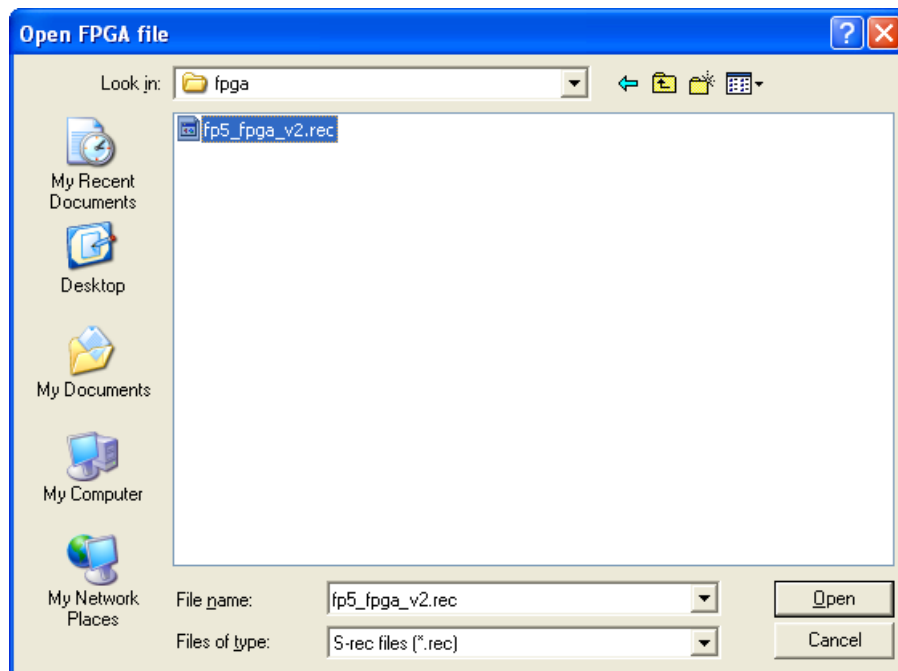 Open FPGA file
Look in: fpga
fp5_fpga_v2.rec
My Recent
Documents
Desktop
My Documents
My Computer
My Network
Places
File name: fp5_fpga_v2.rec Open
Files of type: S-rec files (*.rec) Cancel